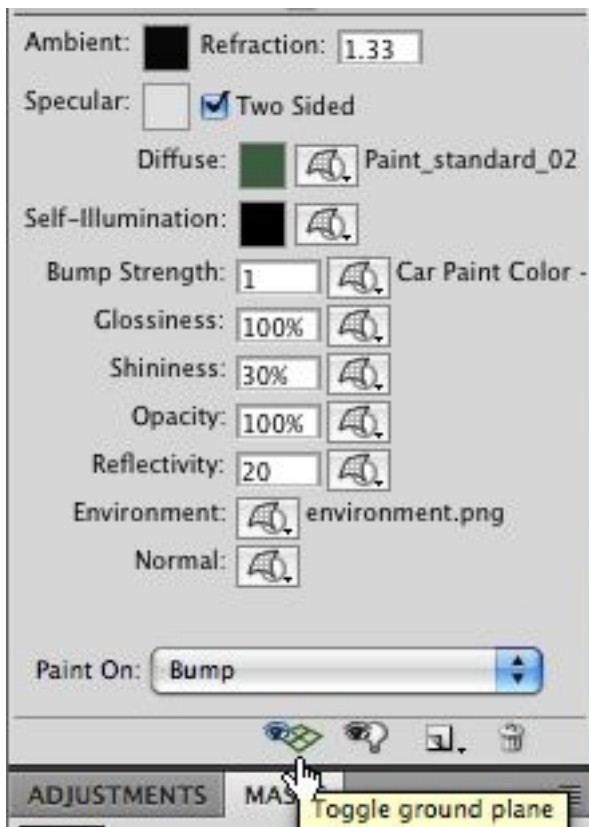 Ambient: Refraction: 1.33
Specular: Two Sided
Diffuse: Paint_standard_02
Self-Illumination:
Bump Strength: 1 Car Paint Color -
Glossiness: 100%
Shininess: 30%
Opacity: 100%
Reflectivity: 20
Environment: environment.png
Normal:
Paint On: Bump
ADJUSTMENTS
Toggle ground plane